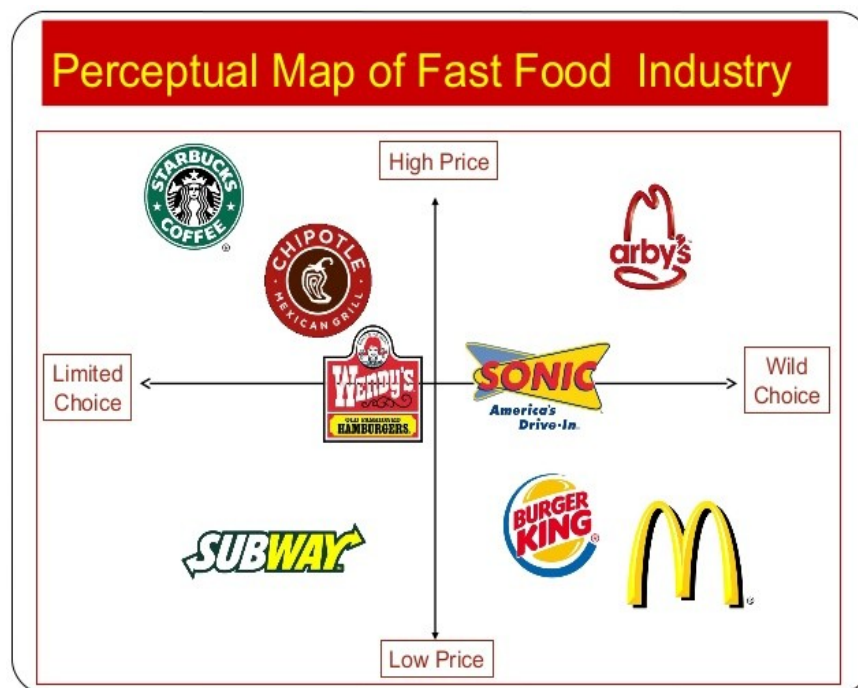 Perceptual Map of Fast Food Industry
High Price
STARBUCKS
COFFEE
®
CHIPOTLE
MEXICAN GRILL
arby's
Limited
Choice
WENDY'S
OLD FASHIONED
HAMBURGERS
SONIC
America's
Drive-In
Wild
Choice
SUBWAY
BURGER
KING
®
M
®
Low Price